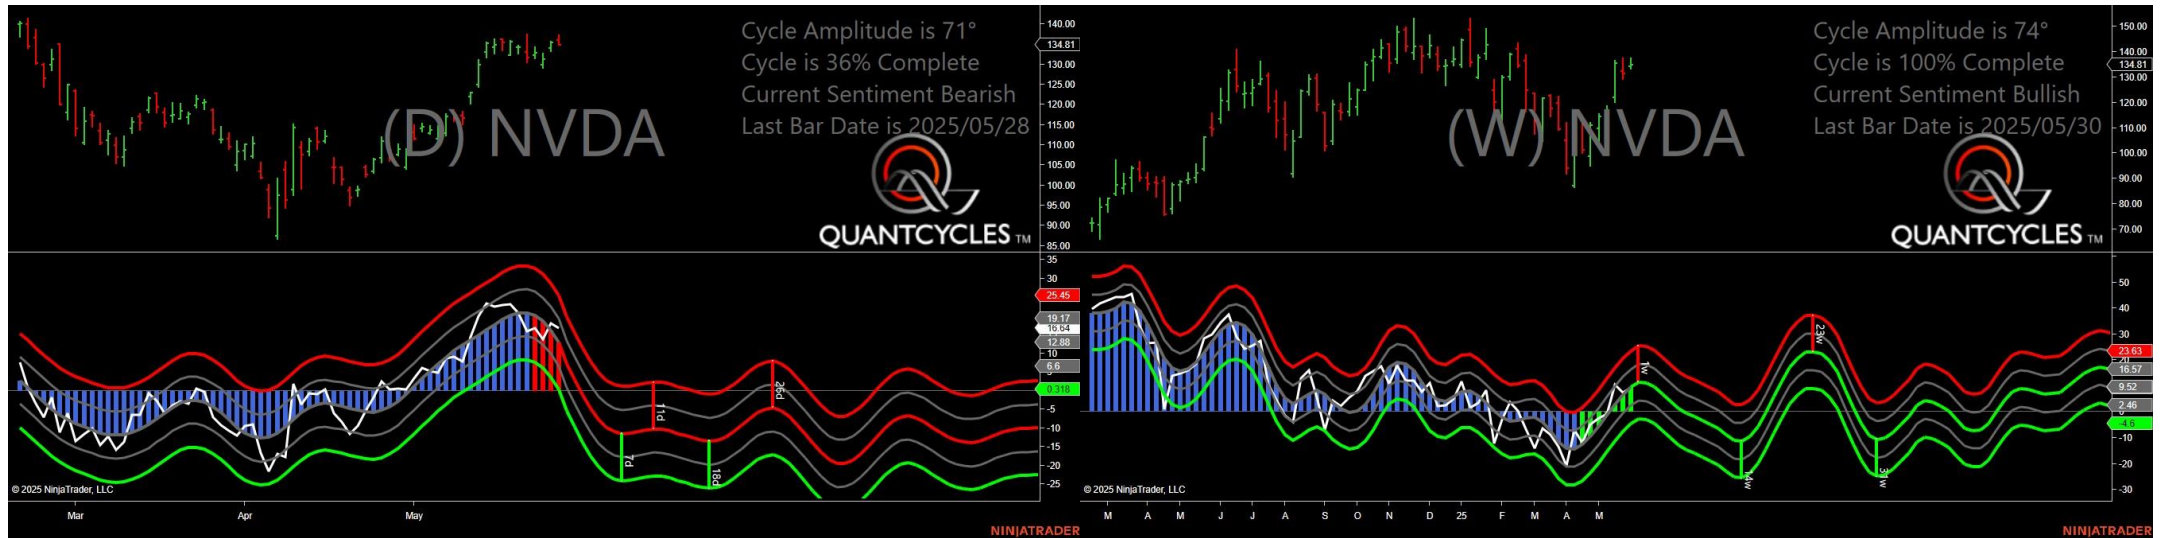 Cycle Amplitude is 71°
Cycle is 36% Complete
Current Sentiment Bearish
Last Bar Date is 2025/05/28
(D) NVDA
QUANTCYCLES TM
140.00
134.81
130.00
125.00
120.00
115.00
110.00
105.00
100.00
95.00
90.00
85.00
35
30
25.45
19.17
16.64
12.88
10
6.6
0.318
-5
-10
-15
-20
-25
7d
11d
18d
26d
© 2025 NinjaTrader, LLC
Mar Apr May
NINJATRADER
Cycle Amplitude is 74°
Cycle is 100% Complete
Current Sentiment Bullish
Last Bar Date is 2025/05/30
(W) NVDA
QUANTCYCLES TM
150.00
140.00
134.81
130.00
120.00
110.00
100.00
90.00
80.00
70.00
50
40
30
23.63
16.57
9.52
2.46
-4.6
-10
-20
-30
1w
14w
23w
31w
© 2025 NinjaTrader, LLC
M A M J J A S O N D 25 F M A M
NINJATRADER